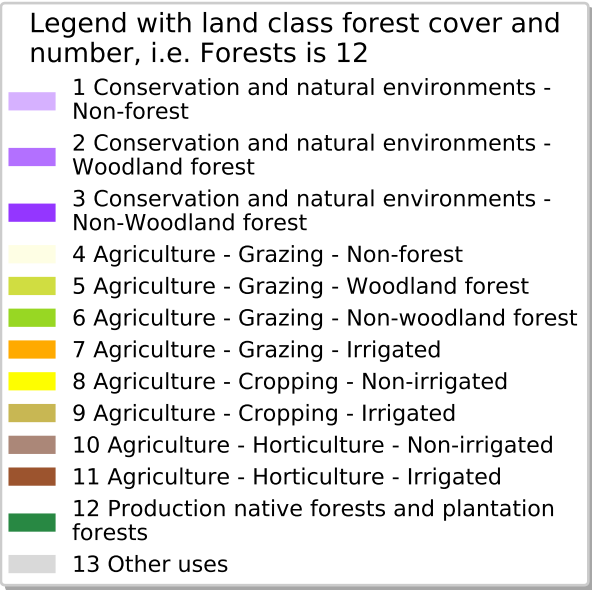 Legend with land class forest cover and
number, i.e. Forests is 12
1 Conservation and natural environments -
Non-forest
2 Conservation and natural environments -
Woodland forest
3 Conservation and natural environments -
Non-Woodland forest
4 Agriculture - Grazing - Non-forest
5 Agriculture - Grazing - Woodland forest
6 Agriculture - Grazing - Non-woodland forest
7 Agriculture - Grazing - Irrigated
8 Agriculture - Cropping - Non-irrigated
9 Agriculture - Cropping - Irrigated
10 Agriculture - Horticulture - Non-irrigated
11 Agriculture - Horticulture - Irrigated
12 Production native forests and plantation
forests
13 Other uses